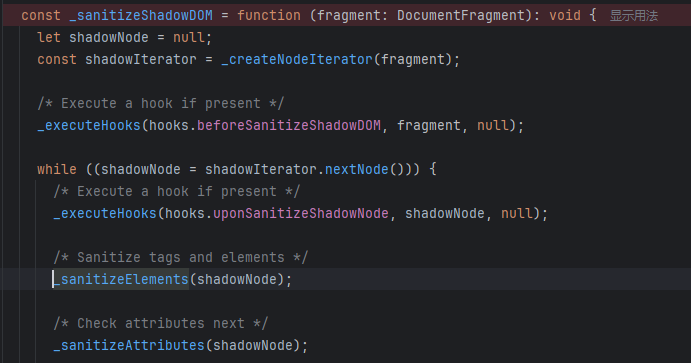 const _sanitizeShadowDOM = function (fragment: DocumentFragment): void { 显示用法
let shadowNode = null;
const shadowIterator = _createNodeIterator(fragment);
/* Execute a hook if present */
_executeHooks(hooks.beforeSanitizeShadowDOM, fragment, null);
while ((shadowNode = shadowIterator.nextNode())) {
/* Execute a hook if present */
_executeHooks(hooks.uponSanitizeShadowNode, shadowNode, null);
/* Sanitize tags and elements */
_sanitizeElements(shadowNode);
/* Check attributes next */
_sanitizeAttributes(shadowNode);